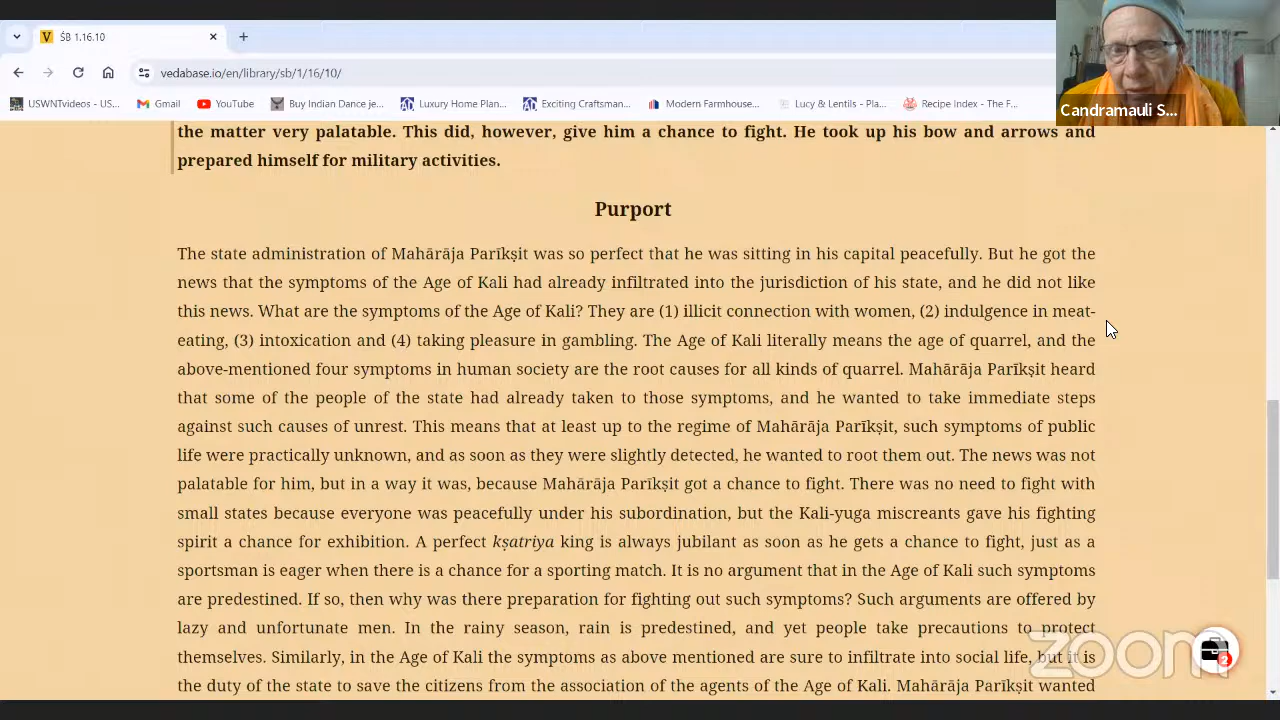 ŚB 1.16.10
vedabase.io/en/library/sb/1/16/10/
USWNTvideos - US...
Gmail
YouTube
Buy Indian Dance je...
Luxury Home Plan...
Exciting Craftsman...
Modern Farmhouse...
Lucy & Lentils - Pla...
Recipe Index - The F...
Candramauli S...
the matter very palatable. This did, however, give him a chance to fight. He took up his bow and arrows and
prepared himself for military activities.
Purport
The state administration of Mahārāja Parīkṣit was so perfect that he was sitting in his capital peacefully. But he got the
news that the symptoms of the Age of Kali had already infiltrated into the jurisdiction of his state, and he did not like
this news. What are the symptoms of the Age of Kali? They are (1) illicit connection with women, (2) indulgence in meat-
eating, (3) intoxication and (4) taking pleasure in gambling. The Age of Kali literally means the age of quarrel, and the
above-mentioned four symptoms in human society are the root causes for all kinds of quarrel. Mahārāja Parīkṣit heard
that some of the people of the state had already taken to those symptoms, and he wanted to take immediate steps
against such causes of unrest. This means that at least up to the regime of Mahārāja Parīkṣit, such symptoms of public
life were practically unknown, and as soon as they were slightly detected, he wanted to root them out. The news was not
palatable for him, but in a way it was, because Mahārāja Parīkṣit got a chance to fight. There was no need to fight with
small states because everyone was peacefully under his subordination, but the Kali-yuga miscreants gave his fighting
spirit a chance for exhibition. A perfect kṣatriya king is always jubilant as soon as he gets a chance to fight, just as a
sportsman is eager when there is a chance for a sporting match. It is no argument that in the Age of Kali such symptoms
are predestined. If so, then why was there preparation for fighting out such symptoms? Such arguments are offered by
lazy and unfortunate men. In the rainy season, rain is predestined, and yet people take precautions to protect
themselves. Similarly, in the Age of Kali the symptoms as above mentioned are sure to infiltrate into social life, but it is
the duty of the state to save the citizens from the association of the agents of the Age of Kali. Mahārāja Parīkṣit wanted
zoom
2